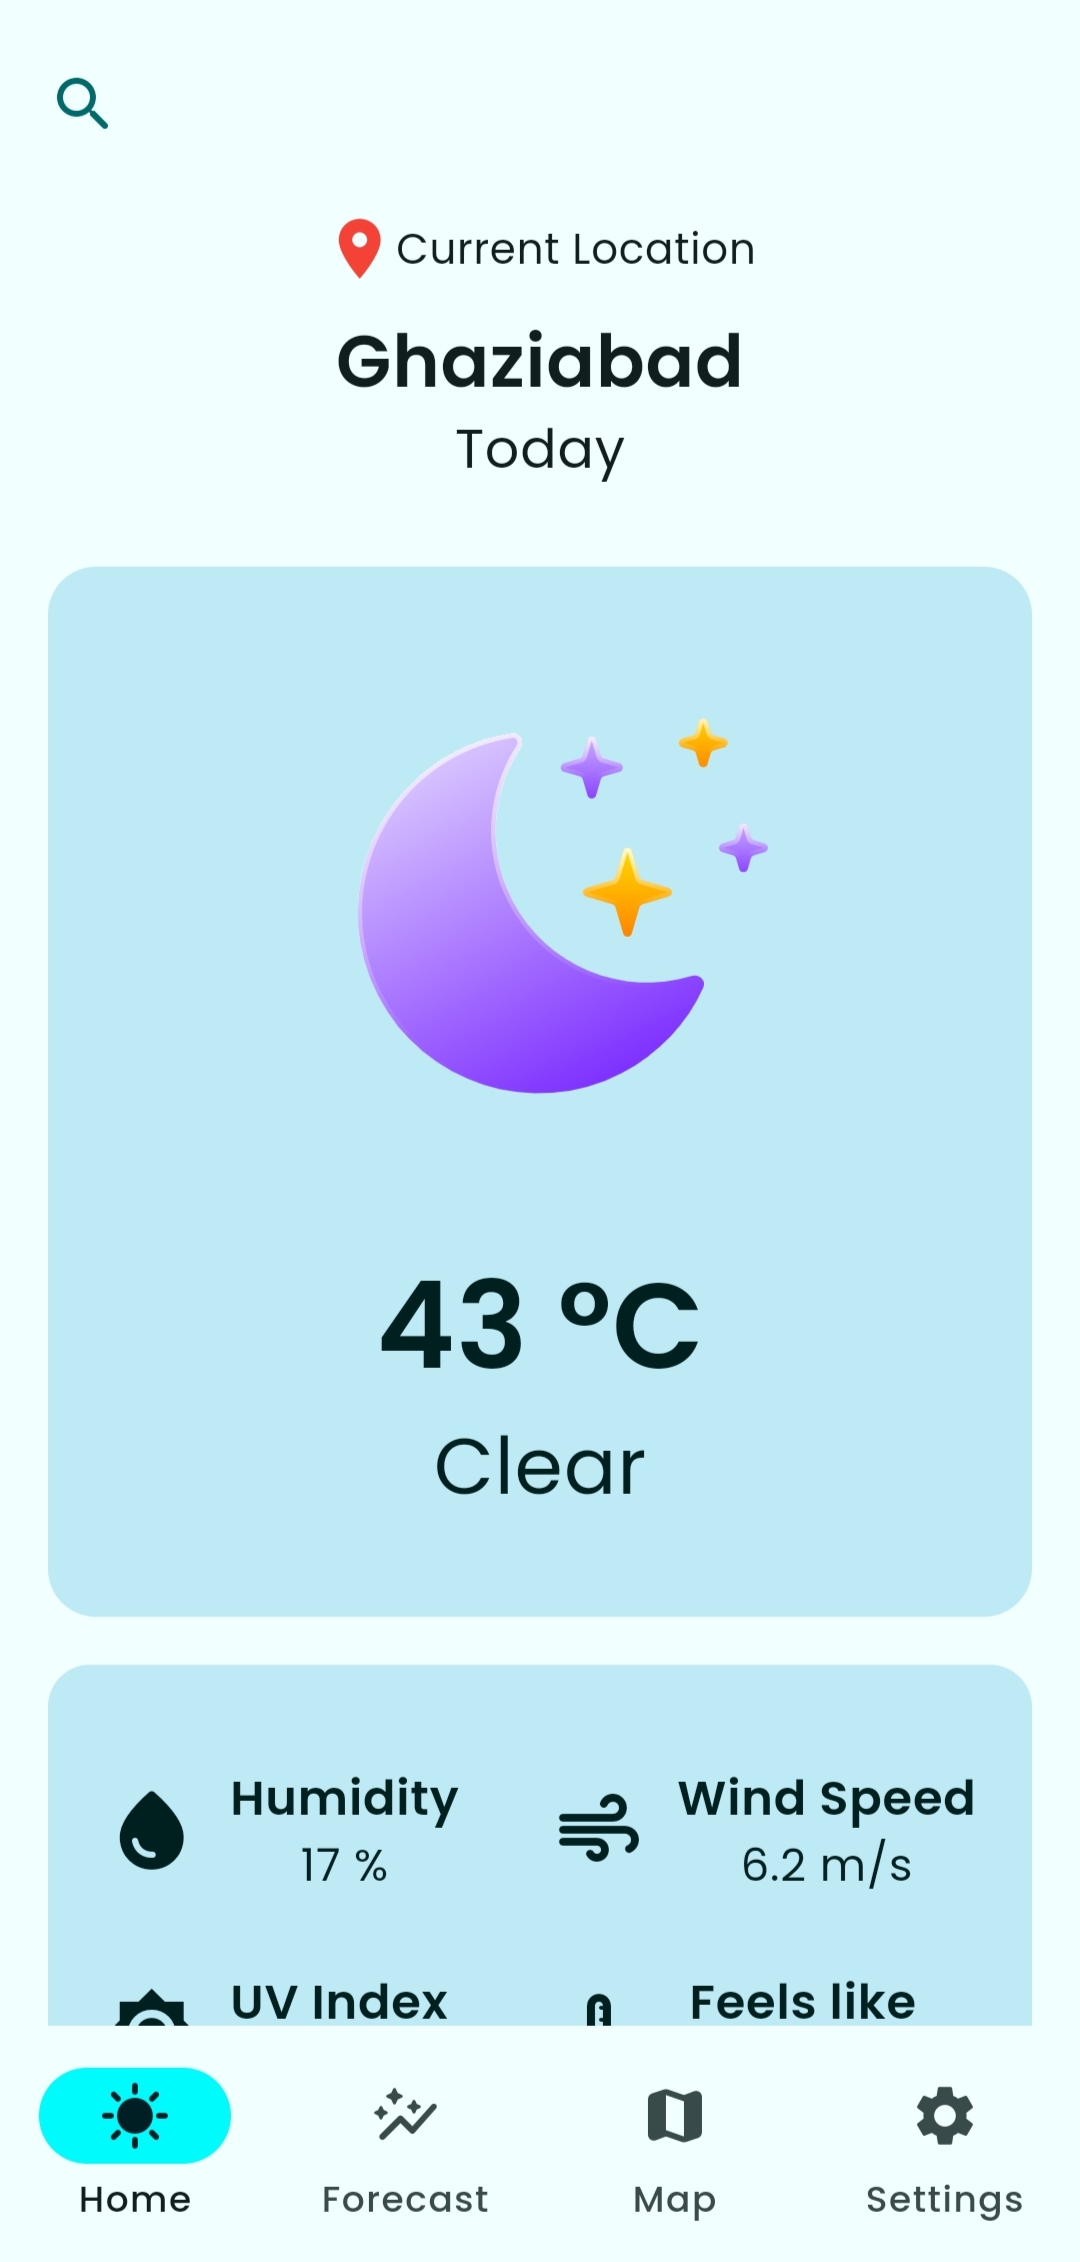 Current Location
Ghaziabad
Today
43 °C
Clear
Humidity
17 %
Wind Speed
6.2 m/s
UV Index
Feels like
Home
Forecast
Map
Settings